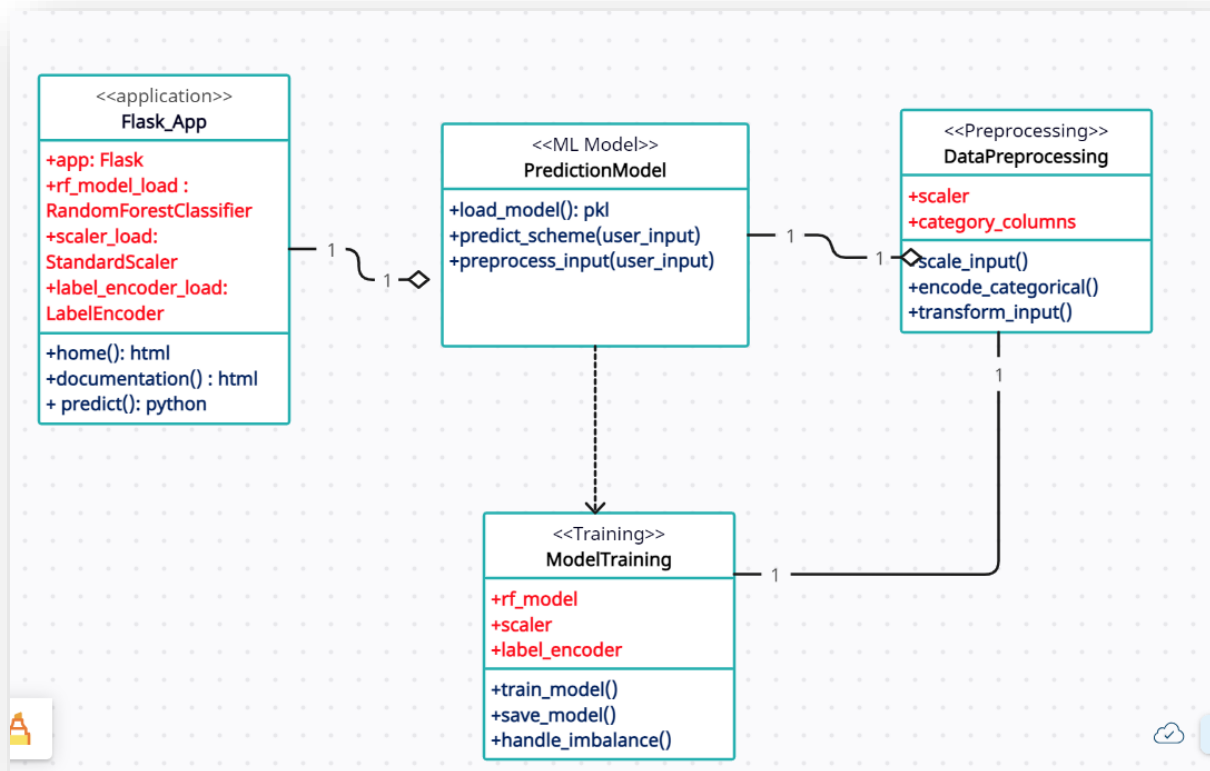 <<application>>
Flask_App
+app: Flask
+rf_model_load :
RandomForestClassifier
+scaler_load:
StandardScaler
+label_encoder_load:
LabelEncoder
+home(): html
+documentation() : html
+ predict(): python
1
1
<<ML Model>>
PredictionModel
+load_model(): pkl
+predict_scheme(user_input)
+preprocess_input(user_input)
1
1
<<Preprocessing>>
DataPreprocessing
+scaler
+category_columns
scale_input()
+encode_categorical()
+transform_input()
1
<<Training>>
ModelTraining
+rf_model
+scaler
+label_encoder
+train_model()
+save_model()
+handle_imbalance()
1